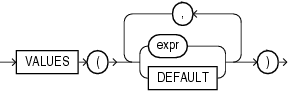 ,
VALUES ( expr )
DEFAULT